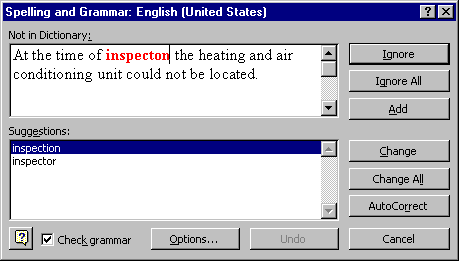 Spelling and Grammar: English (United States)
Not in Dictionary:
At the time of inspecton the heating and air
conditioning unit could not be located.
Ignore
Ignore All
Add
Suggestions:
inspection
inspector
Change
Change All
AutoCorrect
Check grammar
Options...
Undo
Cancel